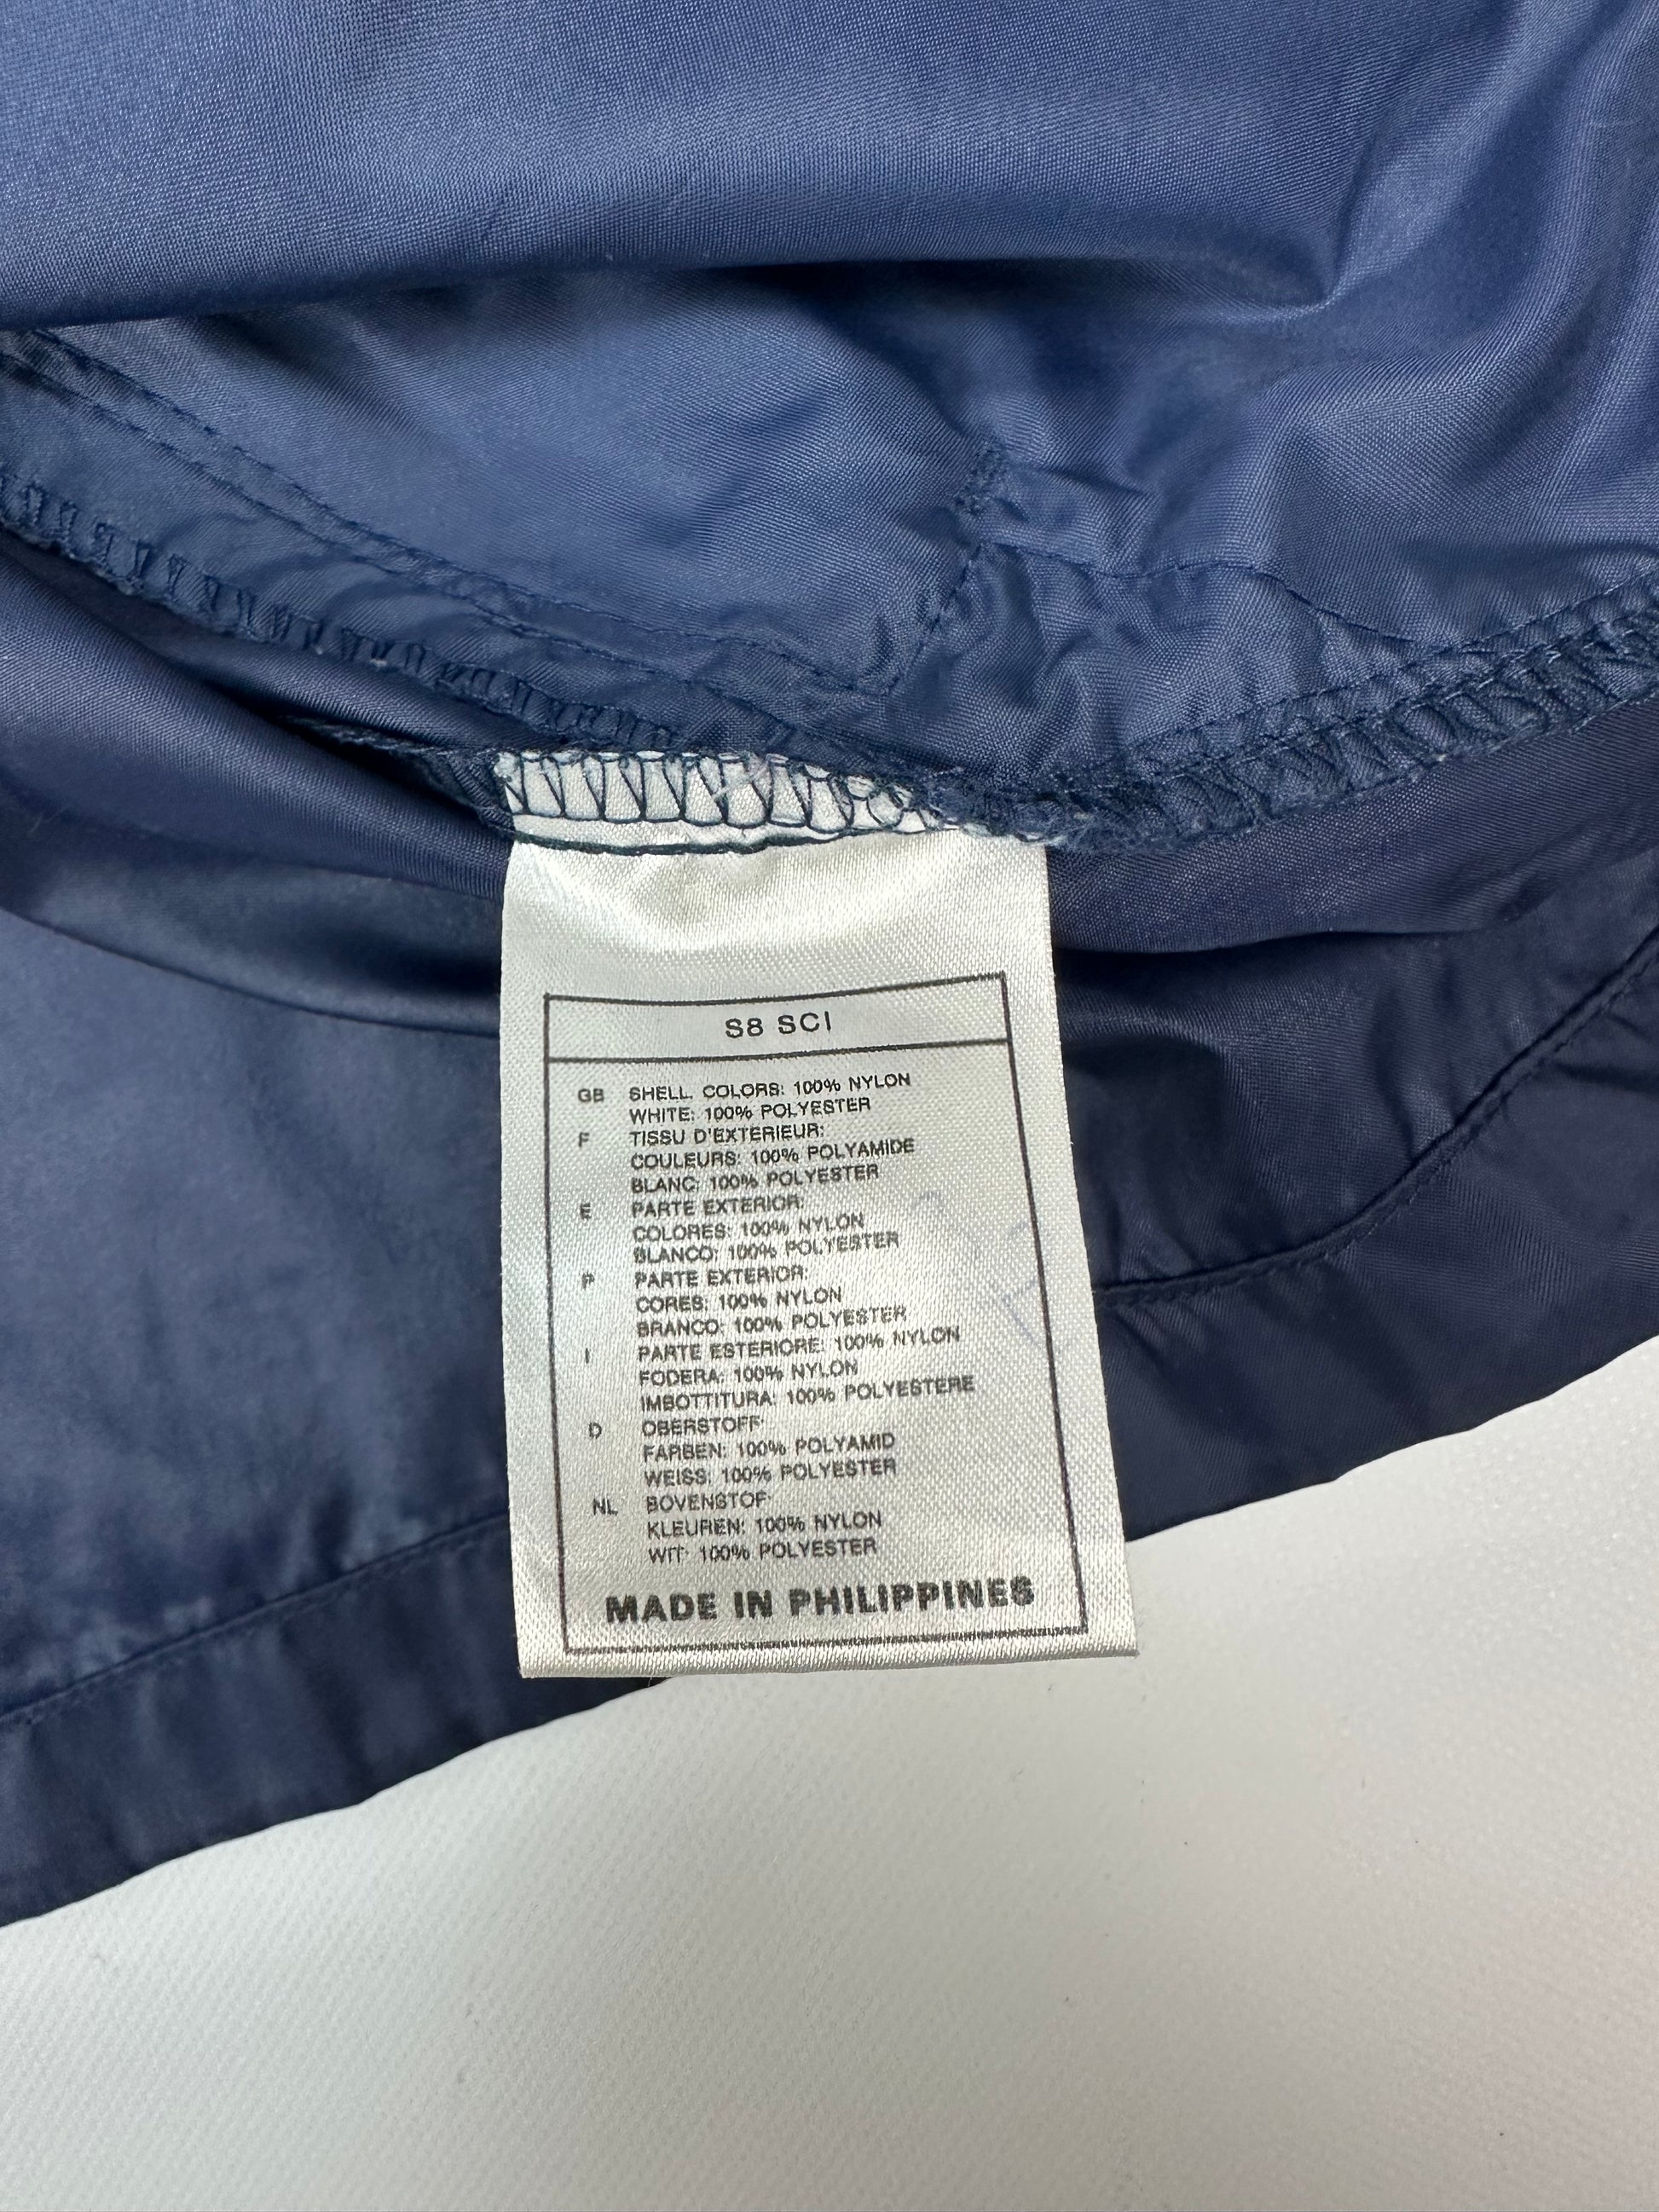 S8 SCI
GB SHELL. COLORS: 100% NYLON
WHITE: 100% POLYESTER
F TISSU D'EXTERIEUR:
COULEURS: 100% POLYAMIDE
BLANC: 100% POLYESTER
E PARTE EXTERIOR:
COLORES: 100% NYLON
BLANCO: 100% POLYESTER
P PARTE EXTERIOR:
CORES: 100% NYLON
BRANCO: 100% POLYESTER
I PARTE ESTERIORE: 100% NYLON
FODERA: 100% NYLON
IMBOTTITURA: 100% POLYESTERE
D OBERSTOFF:
FARBEN: 100% POLYAMID
WEISS: 100% POLYESTER
NL BOVENSTOF:
KLEUREN: 100% NYLON
WIT: 100% POLYESTER
MADE IN PHILIPPINES